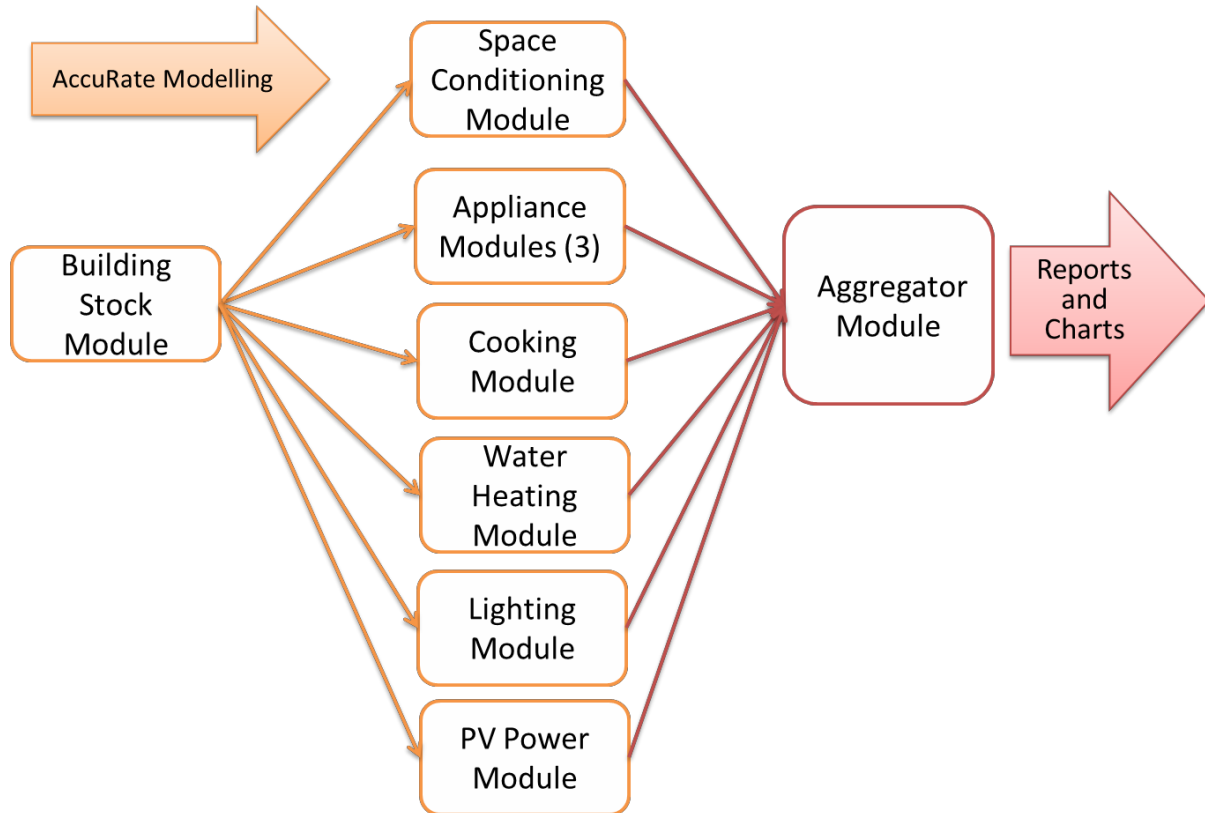 AccuRate Modelling
Space
Conditioning
Module
Appliance
Modules (3)
Building
Stock
Module
Cooking
Module
Water
Heating
Module
Lighting
Module
PV Power
Module
Aggregator
Module
Reports
and
Charts